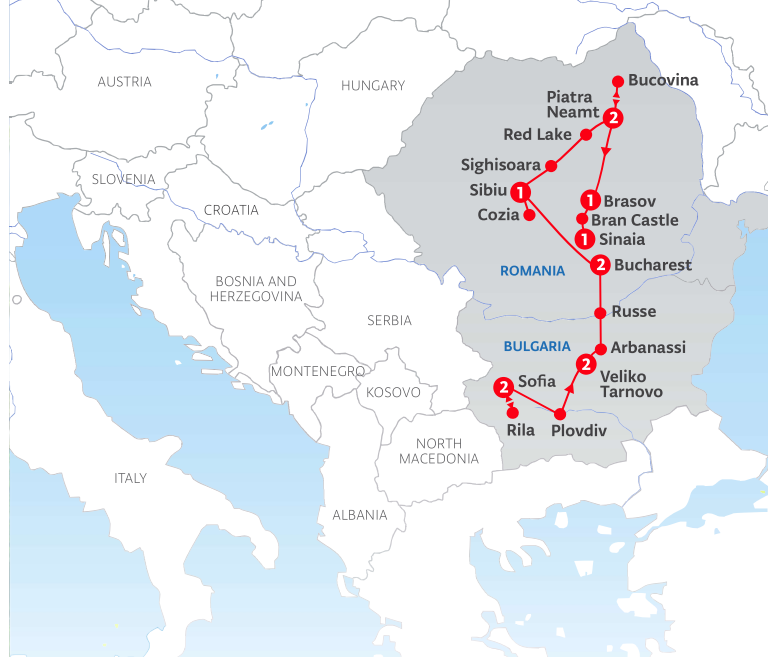 Bucovina
AUSTRIA
HUNGARY
Piatra
Neamt
2
Red Lake
Sighisoara
SLOVENIA
Sibiu
1
1
Brasov
CROATIA
Cozia
Bran Castle
1
Sinaia
2
Bucharest
ROMANIA
BOSNIA AND
HERZEGOVINA
Russe
SERBIA
BULGARIA
Arbanassi
2
Veliko
Tarnovo
MONTENEGRO
2
Sofia
KOSOVO
Rila
Plovdiv
NORTH
MACEDONIA
ITALY
ALBANIA